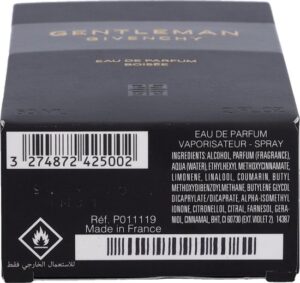 GENTLEMAN
GIVENCHY
EAU DE PARFUM
BOISÉE
3 274872 425002
EAU DE PARFUM
VAPORISATEUR - SPRAY
INGREDIENTS: ALCOHOL, PARFUM (FRAGRANCE),
AQUA (WATER), ETHYLHEXYL METHOXYCINNAMATE,
LIMONENE, LINALOOL, COUMARIN, BUTYL
METHOXYDIBENZOYLMETHANE, BUTYLENE GLYCOL
DICAPRYLATE/DICAPRATE, ALPHA-ISOMETHYL
IONONE, CITRONELLOL, CITRAL, FARNESOL, GERA-
NIOL, CINNAMAL, BHT, CI 60730 (EXT. VIOLET 2). 14387
Réf. P011119
Made in France
للاستعمال الخارجي فقط